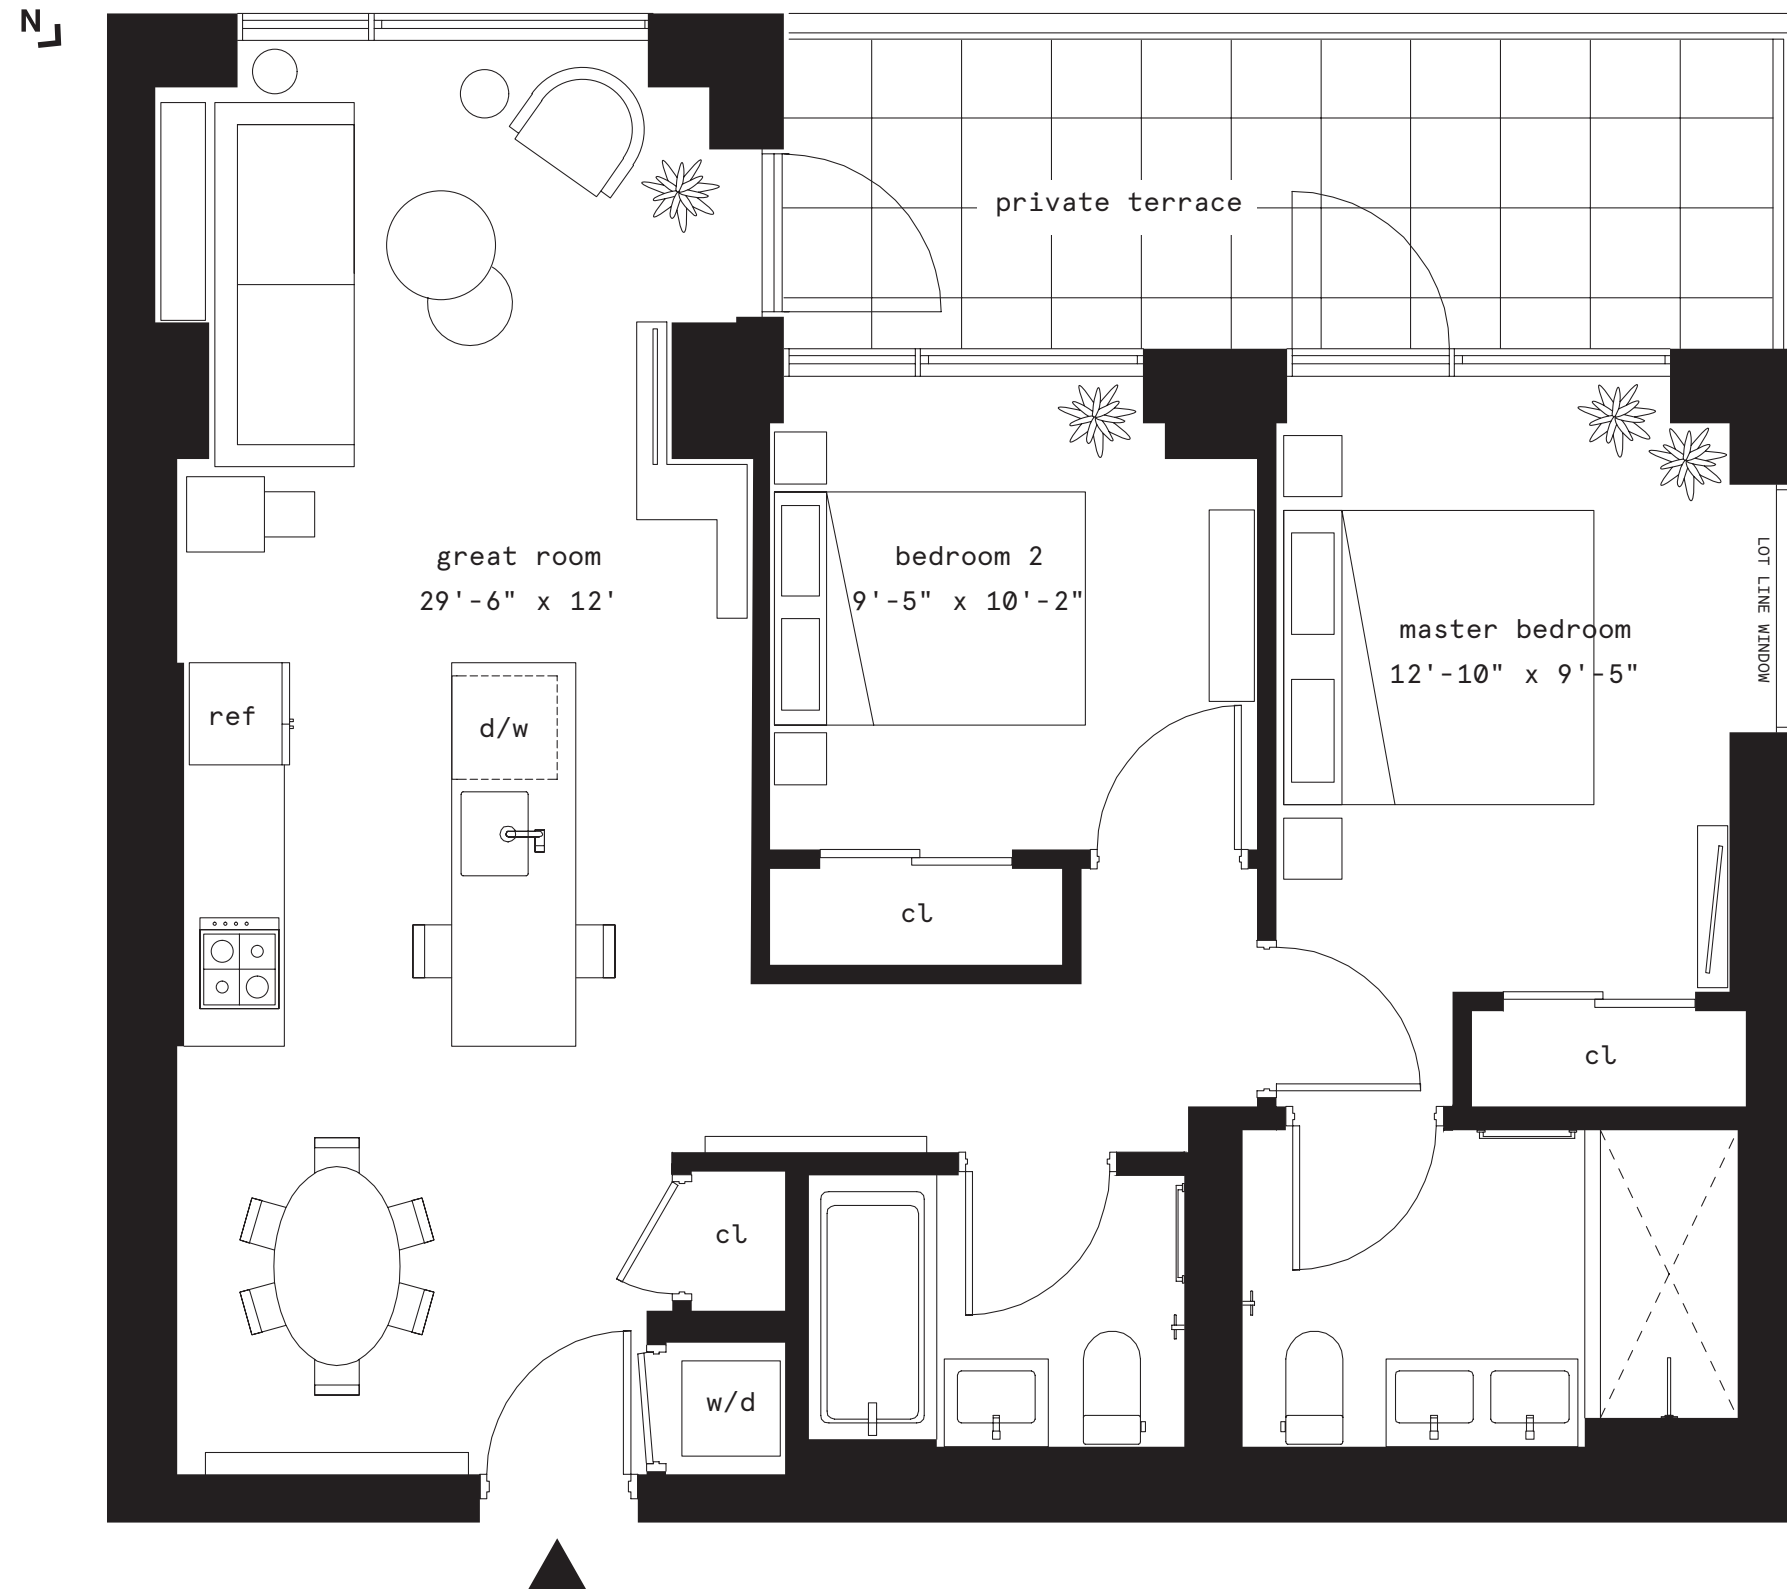 N
private terrace
great room
29'-6" x 12'
bedroom 2
9'-5" x 10'-2"
master bedroom
12'-10" x 9'-5"
LOT LINE WINDOW
ref
d/w
cl
cl
cl
w/d